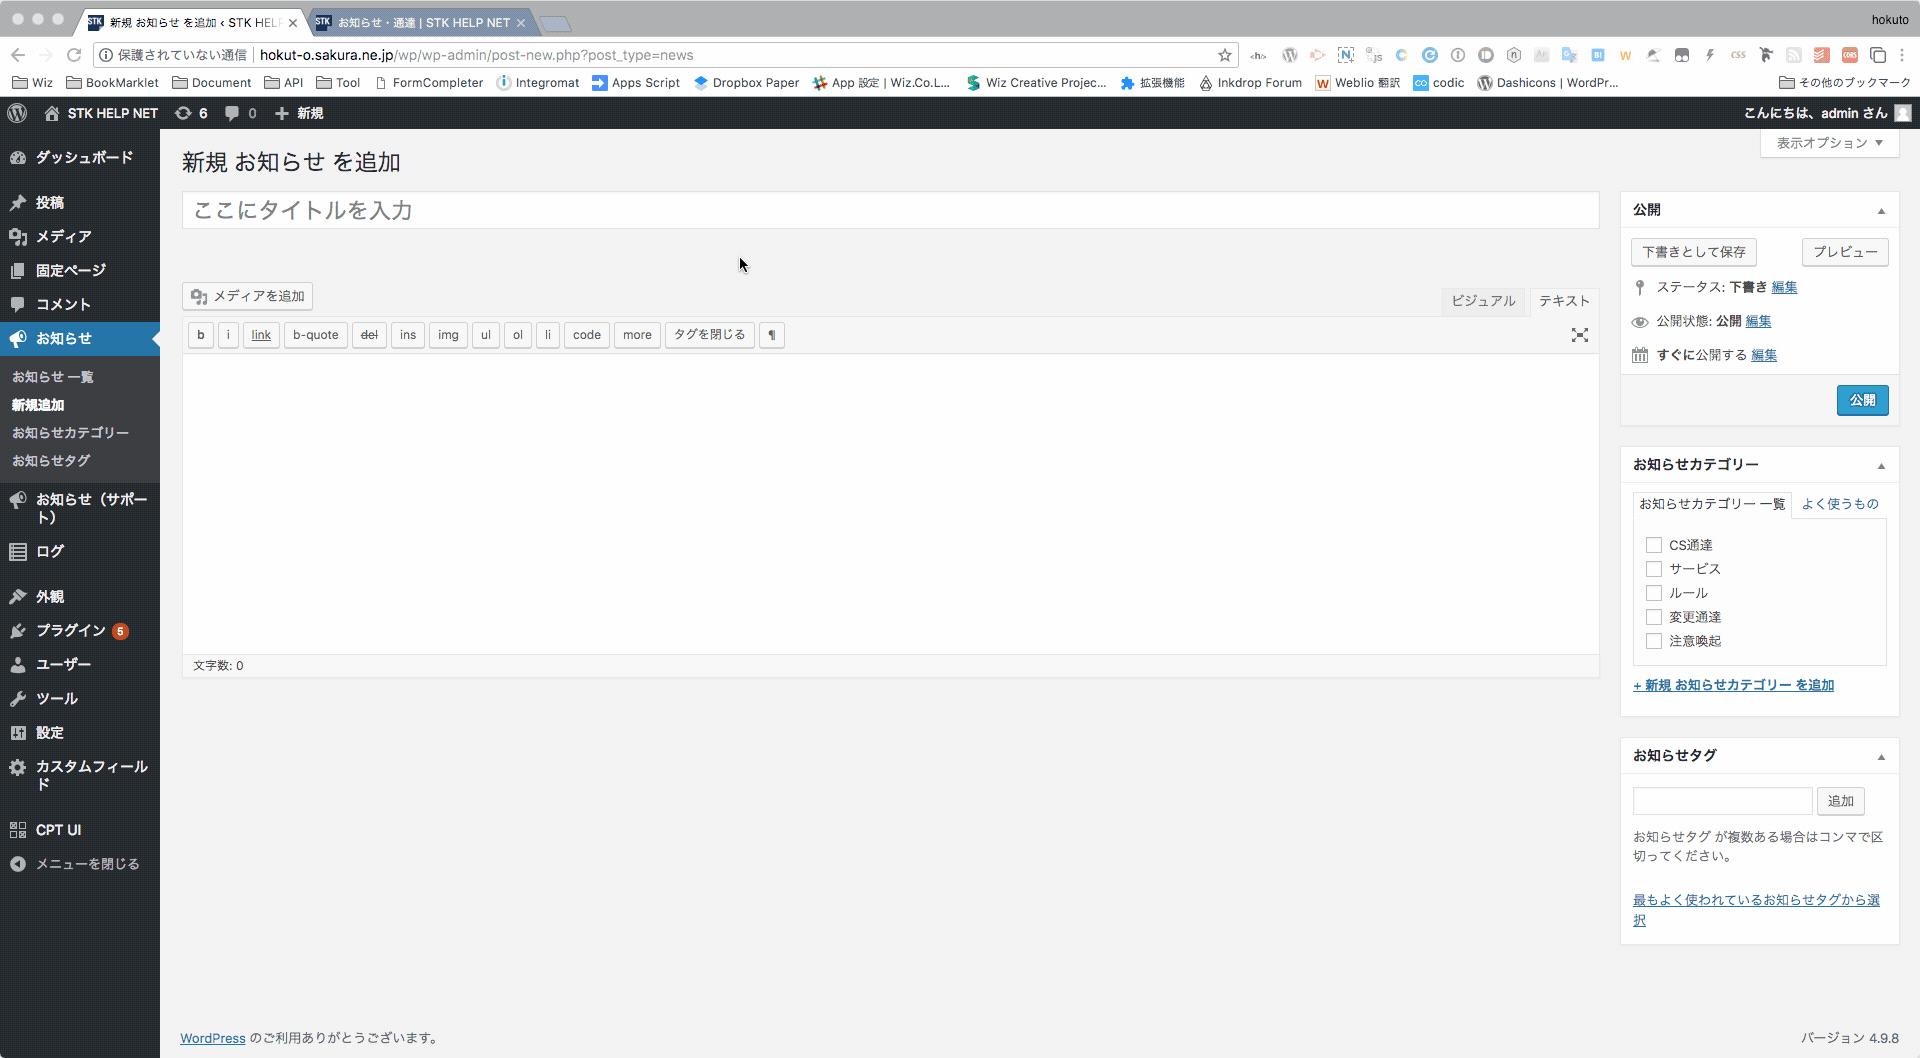 新規 お知らせ を追加 ‹ STK HELP
お知らせ・通達 | STK HELP NET
hokuto
保護されていない通信 hokut-o.sakura.ne.jp/wp/wp-admin/post-new.php?post_type=news
Wiz BookMarklet Document API Tool FormCompleter Integromat Apps Script Dropbox Paper App 設定 | Wiz.Co.L... Wiz Creative Projec... 拡張機能 Inkdrop Forum Weblio 翻訳 codic Dashicons | WordPr... その他のブックマーク
STK HELP NET 6 0 新規
こんにちは、admin さん
ダッシュボード
投稿
メディア
固定ページ
コメント
お知らせ
お知らせ 一覧
新規追加
お知らせカテゴリー
お知らせタグ
お知らせ（サポー
ト）
ログ
外観
プラグイン 5
ユーザー
ツール
設定
カスタムフィール
ド
CPT UI
メニューを閉じる
表示オプション
新規 お知らせ を追加
ここにタイトルを入力
メディアを追加
ビジュアル テキスト
b i link b-quote del ins img ul ol li code more タグを閉じる ¶
文字数: 0
公開
下書きとして保存 プレビュー
ステータス: 下書き 編集
公開状態: 公開 編集
すぐに公開する 編集
公開
お知らせカテゴリー
お知らせカテゴリー 一覧 よく使うもの
CS通達
サービス
ルール
変更通達
注意喚起
+ 新規 お知らせカテゴリー を追加
お知らせタグ
追加
お知らせタグ が複数ある場合はコンマで区
切ってください。
最もよく使われているお知らせタグから選
択
WordPress のご利用ありがとうございます。
バージョン 4.9.8